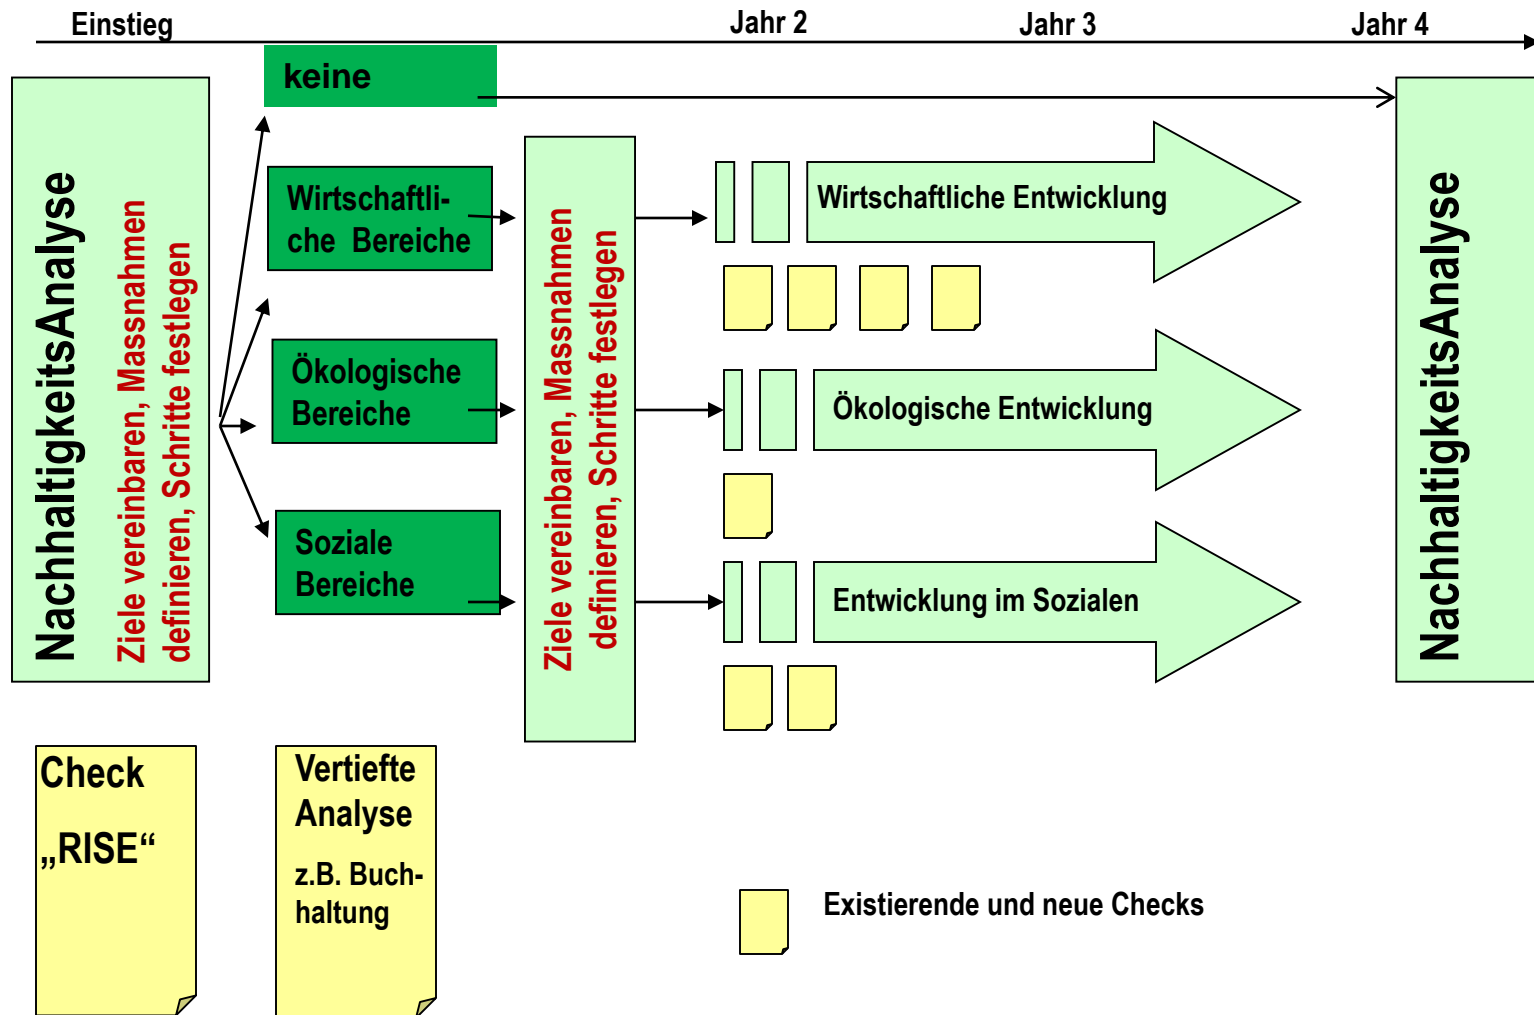 Einstieg
Jahr 2
Jahr 3
Jahr 4
NachhaltigkeitsAnalyse
Ziele vereinbaren, Massnahmen
definieren, Schritte festlegen
keine
Wirtschaftli-
che Bereiche
Ökologische
Bereiche
Soziale
Bereiche
Ziele vereinbaren, Massnahmen
definieren, Schritte festlegen
Wirtschaftliche Entwicklung
Ökologische Entwicklung
Entwicklung im Sozialen
NachhaltigkeitsAnalyse
Check
„RISE“
Vertiefte
Analyse
z.B. Buch-
haltung
Existierende und neue Checks